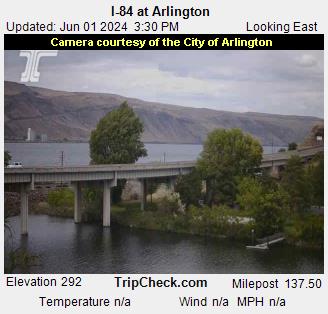 I-84 at Arlington
Updated: Jun 01 2024 3:30 PM Looking East
Camera courtesy of the City of Arlington
Elevation 292 TripCheck.com Milepost 137.50
Temperature n/a Wind n/a MPH n/a